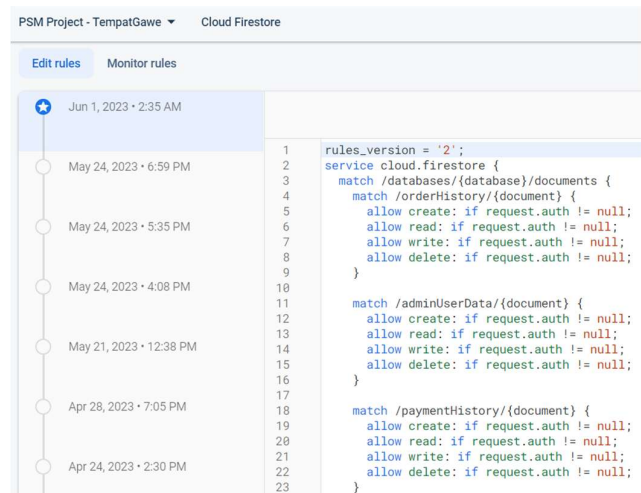 PSM Project - TempatGawe Cloud Firestore
Edit rules Monitor rules
Jun 1, 2023 • 2:35 AM
May 24, 2023 • 6:59 PM
May 24, 2023 • 5:35 PM
May 24, 2023 • 4:08 PM
May 21, 2023 • 12:38 PM
Apr 28, 2023 • 7:05 PM
Apr 24, 2023 • 2:30 PM
1 rules_version = '2';
2 service cloud.firestore {
3 match /databases/{database}/documents {
4 match /orderHistory/{document} {
5 allow create: if request.auth != null;
6 allow read: if request.auth != null;
7 allow write: if request.auth != null;
8 allow delete: if request.auth != null;
9 }
10
11 match /adminUserData/{document} {
12 allow create: if request.auth != null;
13 allow read: if request.auth != null;
14 allow write: if request.auth != null;
15 allow delete: if request.auth != null;
16 }
17
18 match /paymentHistory/{document} {
19 allow create: if request.auth != null;
20 allow read: if request.auth != null;
21 allow write: if request.auth != null;
22 allow delete: if request.auth != null;
23 }